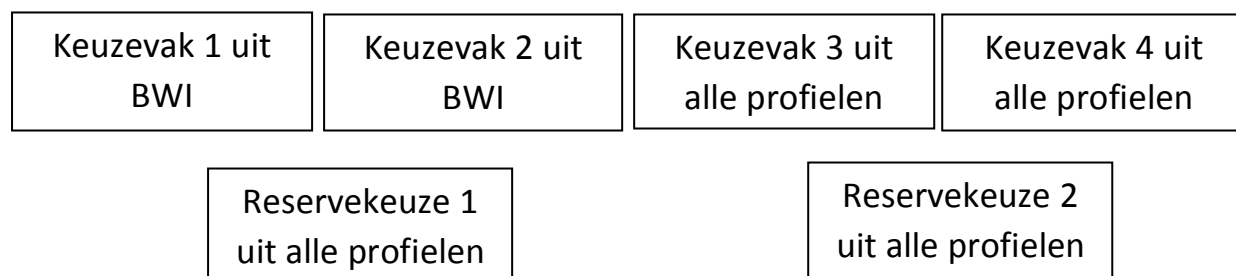 Keuzevak 1 uit
BWI
Keuzevak 2 uit
BWI
Keuzevak 3 uit
alle profielen
Keuzevak 4 uit
alle profielen
Reservekeuze 1
uit alle profielen
Reservekeuze 2
uit alle profielen